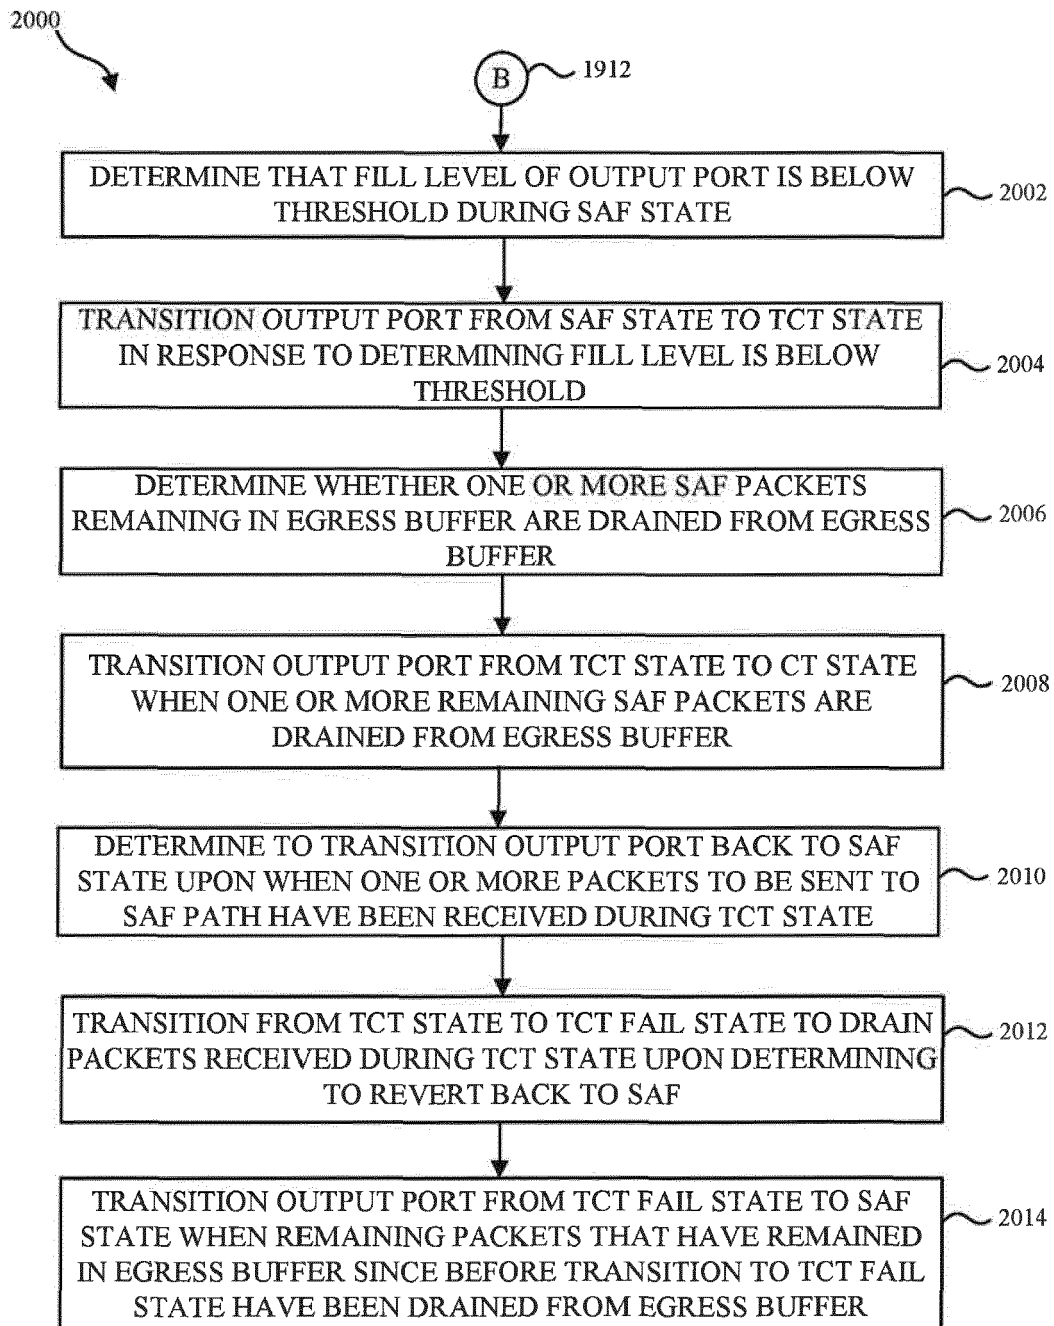 2000
B
1912
DETERMINE THAT FILL LEVEL OF OUTPUT PORT IS BELOW
THRESHOLD DURING SAF STATE
2002
TRANSITION OUTPUT PORT FROM SAF STATE TO TCT STATE
IN RESPONSE TO DETERMINING FILL LEVEL IS BELOW
THRESHOLD
2004
DETERMINE WHETHER ONE OR MORE SAF PACKETS
REMAINING IN EGRESS BUFFER ARE DRAINED FROM EGRESS
BUFFER
2006
TRANSITION OUTPUT PORT FROM TCT STATE TO CT STATE
WHEN ONE OR MORE REMAINING SAF PACKETS ARE
DRAINED FROM EGRESS BUFFER
2008
DETERMINE TO TRANSITION OUTPUT PORT BACK TO SAF
STATE UPON WHEN ONE OR MORE PACKETS TO BE SENT TO
SAF PATH HAVE BEEN RECEIVED DURING TCT STATE
2010
TRANSITION FROM TCT STATE TO TCT FAIL STATE TO DRAIN
PACKETS RECEIVED DURING TCT STATE UPON DETERMINING
TO REVERT BACK TO SAF
2012
TRANSITION OUTPUT PORT FROM TCT FAIL STATE TO SAF
STATE WHEN REMAINING PACKETS THAT HAVE REMAINED
IN EGRESS BUFFER SINCE BEFORE TRANSITION TO TCT FAIL
STATE HAVE BEEN DRAINED FROM EGRESS BUFFER
2014